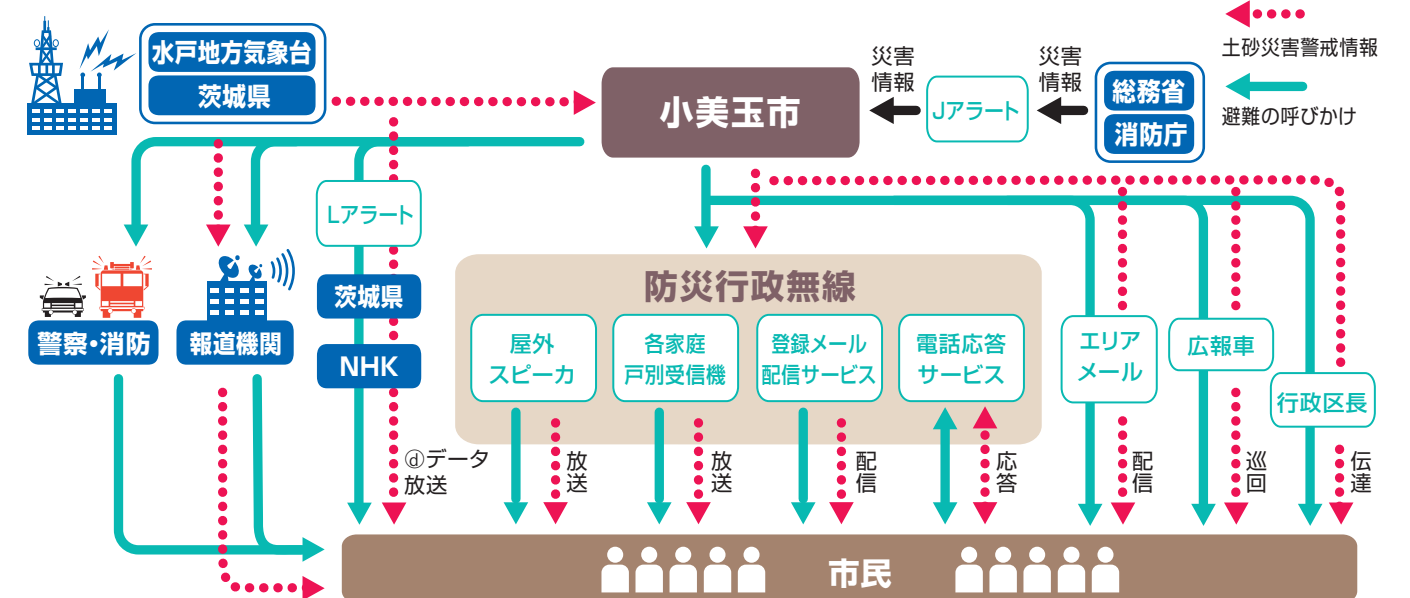 水戸地方気象台
茨城県
小美玉市
災害
情報
Jアラート
災害
情報
総務省
消防庁
土砂災害警戒情報
避難の呼びかけ
Lアラート
茨城県
NHK
警察・消防
報道機関
防災行政無線
屋外
スピーカ
各家庭
戸別受信機
登録メール
配信サービス
電話応答
サービス
エリア
メール
広報車
行政区長
ⓓデータ
放送
放送
放送
配信
応答
配信
巡回
伝達
市民